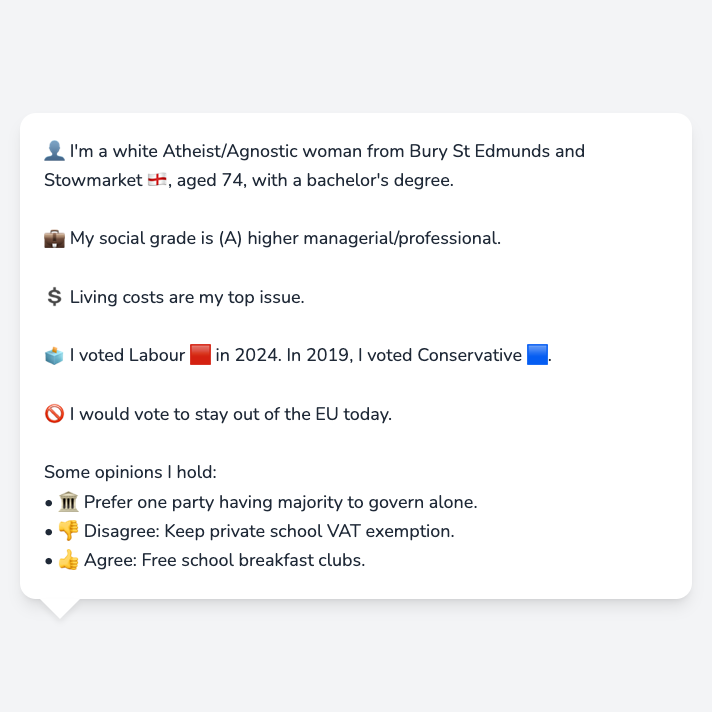 👤 I'm a white Atheist/Agnostic woman from Bury St Edmunds and
Stowmarket 🏴󠁧󠁢󠁥󠁮󠁧󠁿, aged 74, with a bachelor's degree.
💼 My social grade is (A) higher managerial/professional.
💲 Living costs are my top issue.
🗳️ I voted Labour 🟥 in 2024. In 2019, I voted Conservative 🟦.
🚫 I would vote to stay out of the EU today.
Some opinions I hold:
• 🏛️ Prefer one party having majority to govern alone.
• 👎 Disagree: Keep private school VAT exemption.
• 👍 Agree: Free school breakfast clubs.